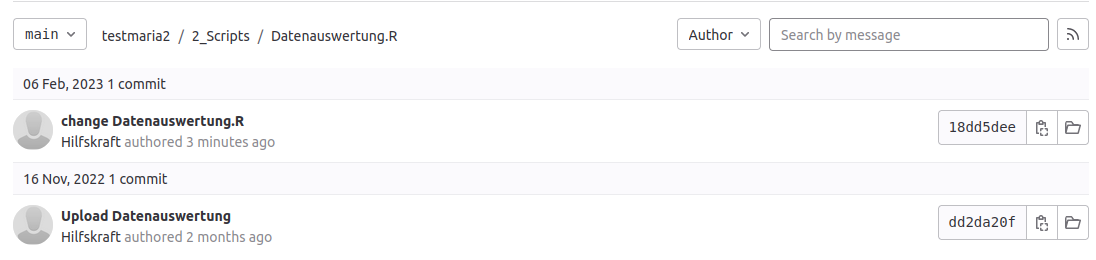 main testmaria2 / 2_Scripts / Datenauswertung.R Author Search by message
06 Feb, 2023 1 commit
change Datenauswertung.R
Hilfskraft authored 3 minutes ago
18dd5dee
16 Nov, 2022 1 commit
Upload Datenauswertung
Hilfskraft authored 2 months ago
dd2da20f